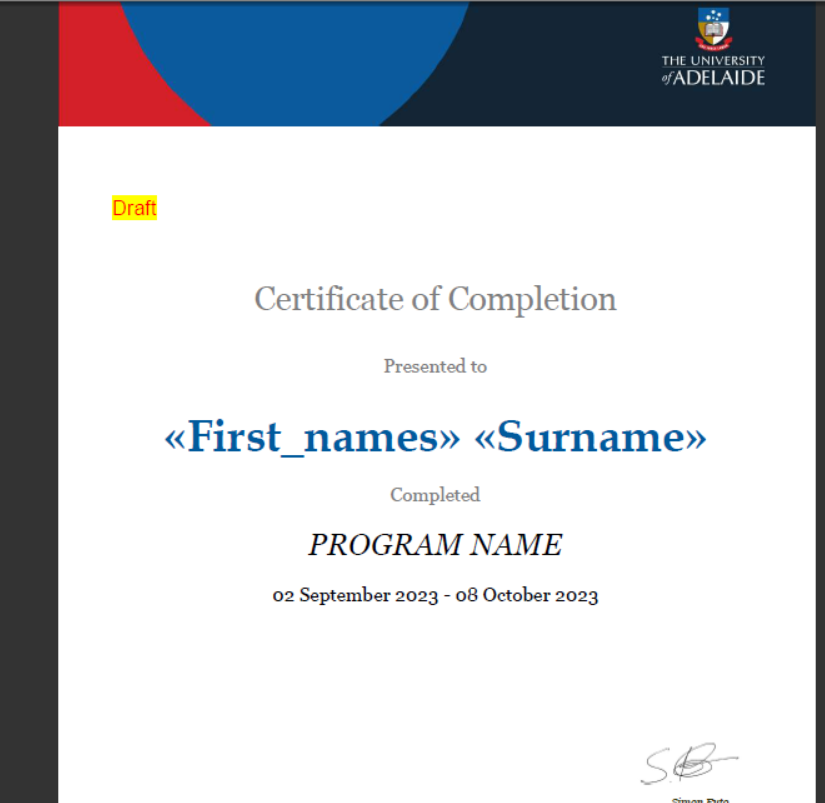 THE UNIVERSITY
of ADELAIDE
Draft
Certificate of Completion
Presented to
«First_names» «Surname»
Completed
PROGRAM NAME
02 September 2023 - 08 October 2023
Simon